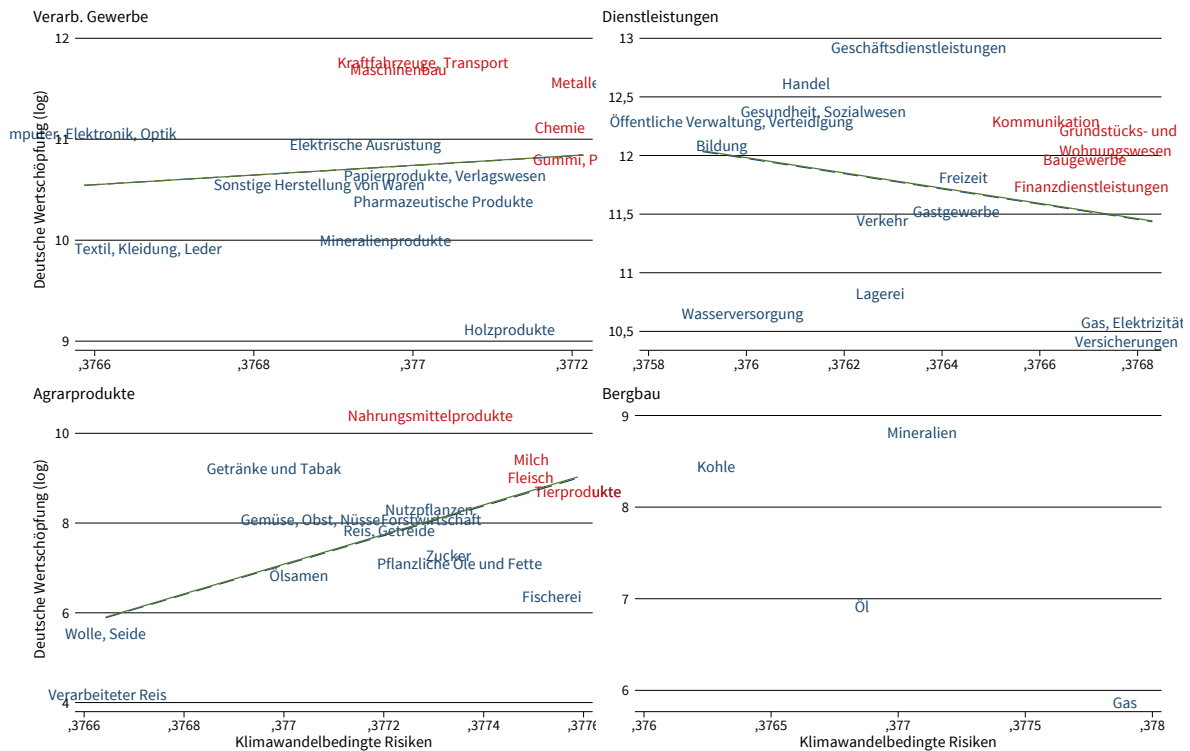 Verarb. Gewerbe
Deutsche Wertschöpfung (log)
12
11
10
9
Kraftfahrzeuge, Transport
Maschinenbau
Metalle
mputer, Elektronik, Optik
Chemie
Elektrische Ausrüstung
Gummi, P
Papierprodukte, Verlagswesen
Sonstige Herstellung von Waren
Pharmazeutische Produkte
Mineralienprodukte
Textil, Kleidung, Leder
Holzprodukte
,3766 ,3768 ,377 ,3772
Dienstleistungen
13
12,5
12
11,5
11
10,5
Geschäftsdienstleistungen
Handel
Gesundheit, Sozialwesen
Öffentliche Verwaltung, Verteidigung
Kommunikation
Grundstücks- und
Wohnungswesen
Bildung
Baugewerbe
Freizeit
Finanzdienstleistungen
Gastgewerbe
Verkehr
Lagerei
Wasserversorgung
Gas, Elektrizität
Versicherungen
,3758 ,376 ,3762 ,3764 ,3766 ,3768
Agrarprodukte
Deutsche Wertschöpfung (log)
10
8
6
4
Nahrungsmittelprodukte
Milch
Getränke und Tabak
Fleisch
Tierprodukte
Nutzpflanzen
Gemüse, Obst, Nüsse
Forstwirtschaft
Reis, Getreide
Zucker
Pflanzliche Öle und Fette
Ölsamen
Fischerei
Wolle, Seide
Verarbeiteter Reis
,3766 ,3768 ,377 ,3772 ,3774 ,3776
Klimawandelbedingte Risiken
Bergbau
9
8
7
6
Mineralien
Kohle
Öl
Gas
,376 ,3765 ,377 ,3775 ,378
Klimawandelbedingte Risiken